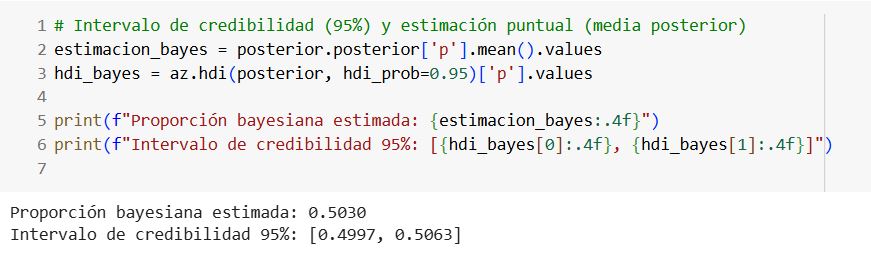 1 # Intervalo de credibilidad (95%) y estimación puntual (media posterior)
2 estimacion_bayes = posterior.posterior['p'].mean().values
3 hdi_bayes = az.hdi(posterior, hdi_prob=0.95)['p'].values
4
5 print(f"Proporción bayesiana estimada: {estimacion_bayes:.4f}")
6 print(f"Intervalo de credibilidad 95%: [{hdi_bayes[0]:.4f}, {hdi_bayes[1]:.4f}]")
7
Proporción bayesiana estimada: 0.5030
Intervalo de credibilidad 95%: [0.4997, 0.5063]